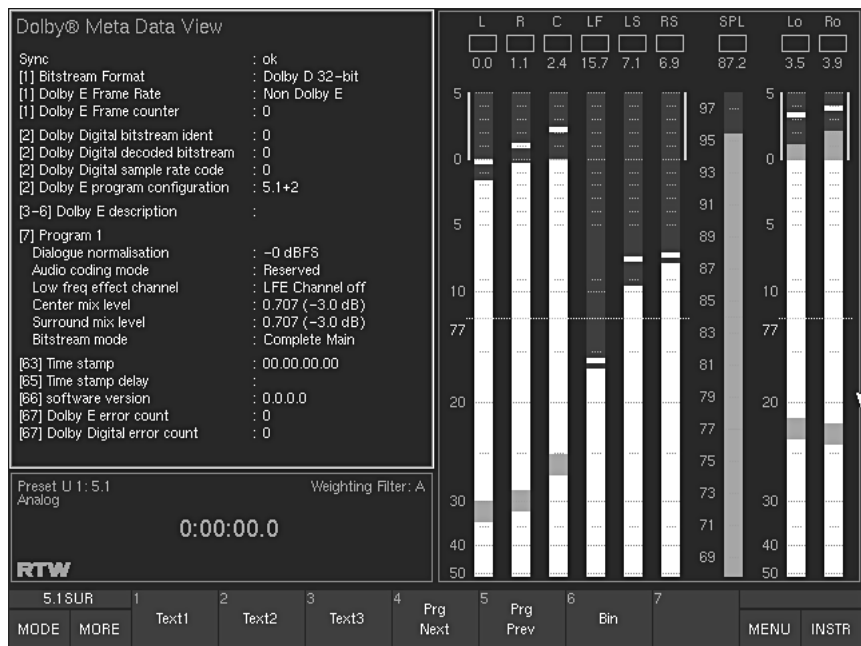 Dolby® Meta Data View
Sync : ok
[1] Bitstream Format : Dolby D 32-bit
[1] Dolby E Frame Rate : Non Dolby E
[1] Dolby E Frame counter : 0
[2] Dolby Digital bitstream ident : 0
[2] Dolby Digital decoded bitstream : 0
[2] Dolby Digital sample rate code : 0
[2] Dolby E program configuration : 5.1+2
[3-6] Dolby E description :
[7] Program 1
Dialogue normalisation : -0 dBFS
Audio coding mode : Reserved
Low freq effect channel : LFE Channel off
Center mix level : 0.707 (-3.0 dB)
Surround mix level : 0.707 (-3.0 dB)
Bitstream mode : Complete Main
[63] Time stamp : 00.00.00.00
[65] Time stamp delay :
[66] software version : 0.0.0.0
[67] Dolby E error count : 0
[67] Dolby Digital error count : 0
Preset U 1: 5.1 Weighting Filter: A
Analog
0:00:00.0
RTW
L R C LF LS RS SPL Lo Ro
0.0 1.1 2.4 15.7 7.1 6.9 87.2 3.5 3.9
5 5
97
95
0 0
93
91
5 5
89
87
10 10
85
77 83 77
81
79
20 20
77
75
73
30 30
71
40 69 40
50 50
5.1SUR 1 2 3 4 5 6 7
Text1 Text2 Text3 Prg Prg Bin
Next Prev
MODE MORE MENU INSTR